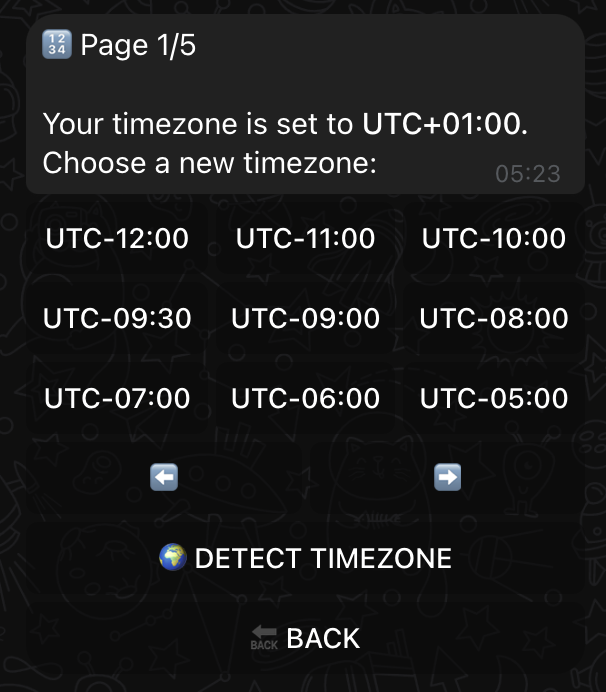 🔢 Page 1/5
Your timezone is set to UTC+01:00.
Choose a new timezone:
05:23
UTC-12:00 UTC-11:00 UTC-10:00
UTC-09:30 UTC-09:00 UTC-08:00
UTC-07:00 UTC-06:00 UTC-05:00
⬅️ ➡️
🌍 DETECT TIMEZONE
🔙 BACK